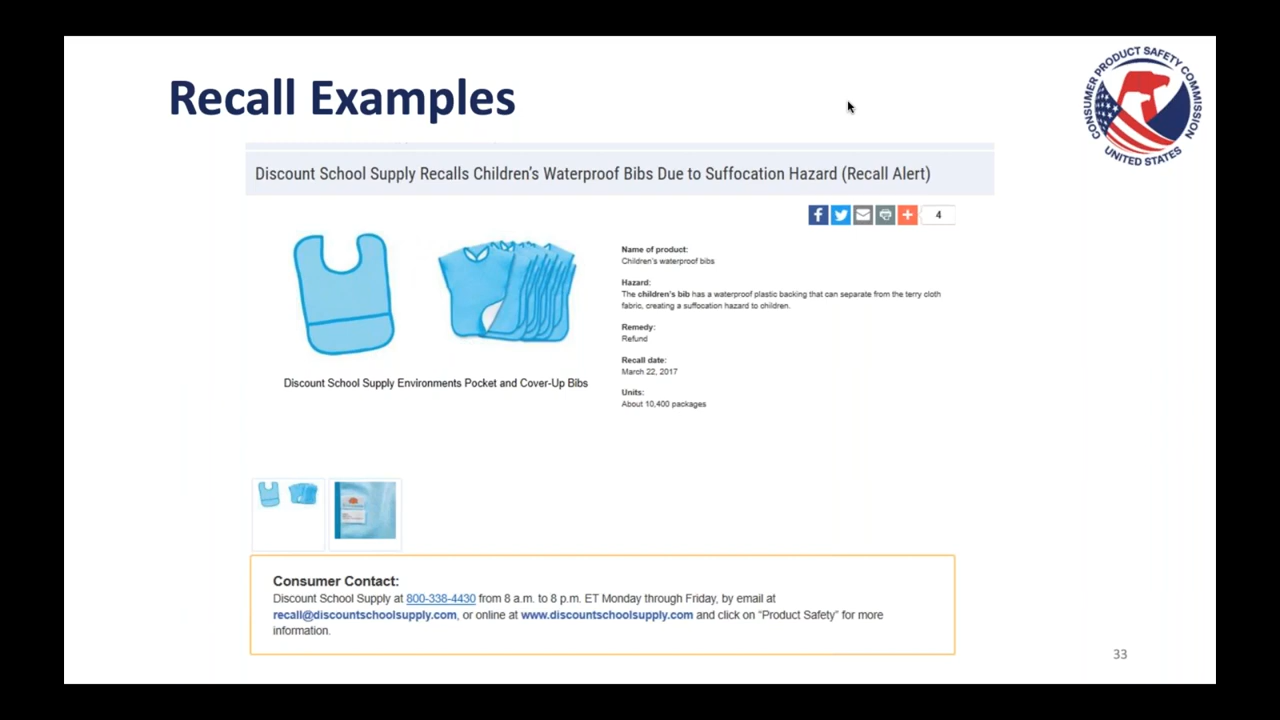 Recall Examples
CONSUMER PRODUCT SAFETY COMMISSION
UNITED STATES
Discount School Supply Recalls Children's Waterproof Bibs Due to Suffocation Hazard (Recall Alert)
4
Name of product:
Children's waterproof bibs
Hazard:
The children's bib has a waterproof plastic backing that can separate from the terry cloth
fabric, creating a suffocation hazard to children.
Remedy:
Refund
Recall date:
March 22, 2017
Units:
About 10,400 packages
Discount School Supply Environments Pocket and Cover-Up Bibs
Consumer Contact:
Discount School Supply at 800-338-4430 from 8 a.m. to 8 p.m. ET Monday through Friday, by email at
recall@discountschoolsupply.com, or online at www.discountschoolsupply.com and click on “Product Safety” for more
information.
33